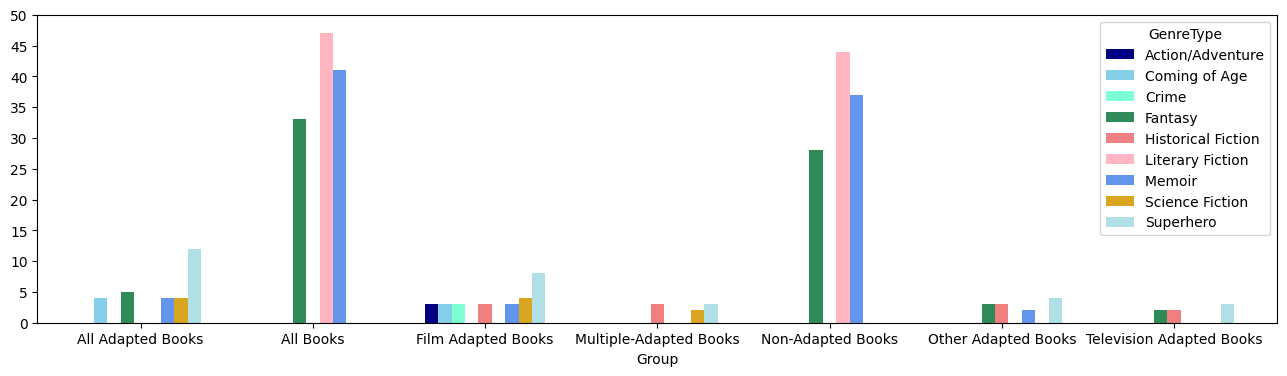 50
45
40
35
30
25
20
15
10
5
0
GenreType
Action/Adventure
Coming of Age
Crime
Fantasy
Historical Fiction
Literary Fiction
Memoir
Science Fiction
Superhero
All Adapted Books
All Books
Film Adapted Books
Multiple-Adapted Books
Non-Adapted Books
Other Adapted Books
Television Adapted Books
Group